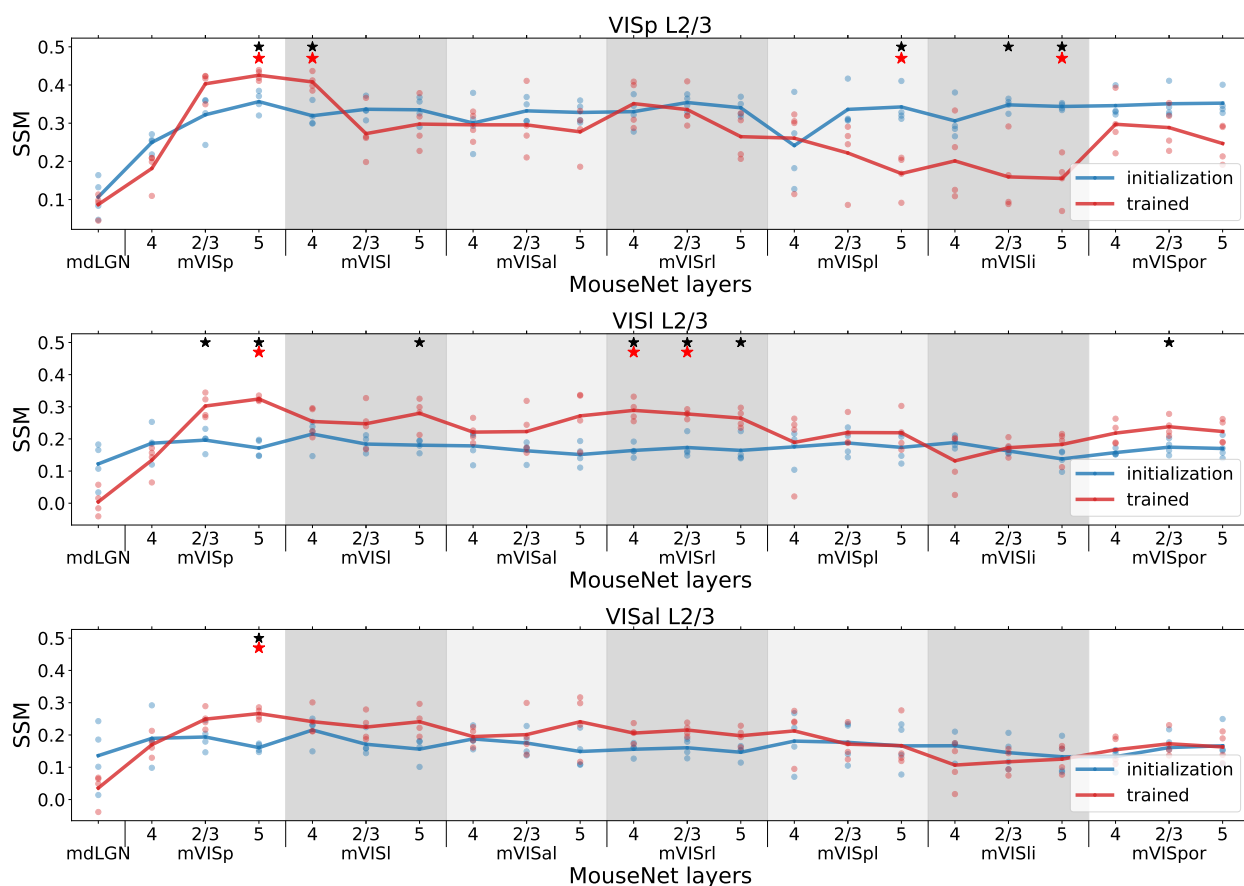 VISp L2/3
SSM
0.5
0.4
0.3
0.2
0.1
initialization
trained
4 2/3 5 4 2/3 5 4 2/3 5 4 2/3 5 4 2/3 5 4 2/3 5 4 2/3 5
mdLGN mVISp mVISl mVISal mVISrl mVISpl mVISli mVISpor
MouseNet layers
VISl L2/3
SSM
0.5
0.4
0.3
0.2
0.1
0.0
initialization
trained
4 2/3 5 4 2/3 5 4 2/3 5 4 2/3 5 4 2/3 5 4 2/3 5 4 2/3 5
mdLGN mVISp mVISl mVISal mVISrl mVISpl mVISli mVISpor
MouseNet layers
VISal L2/3
SSM
0.5
0.4
0.3
0.2
0.1
0.0
initialization
trained
4 2/3 5 4 2/3 5 4 2/3 5 4 2/3 5 4 2/3 5 4 2/3 5 4 2/3 5
mdLGN mVISp mVISl mVISal mVISrl mVISpl mVISli mVISpor
MouseNet layers